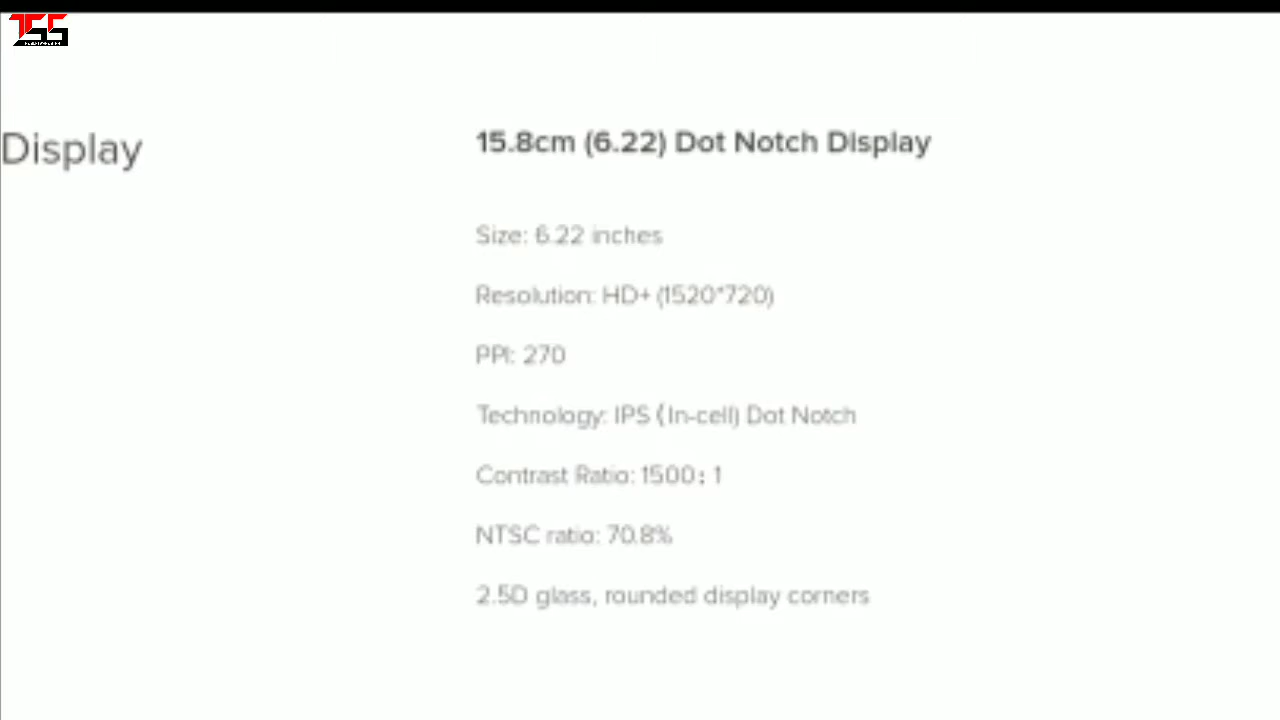 TSS
Display
15.8cm (6.22) Dot Notch Display
Size: 6.22 inches
Resolution: HD+ (1520*720)
PPI: 270
Technology: IPS (In-cell) Dot Notch
Contrast Ratio: 1500: 1
NTSC ratio: 70.8%
2.5D glass, rounded display corners